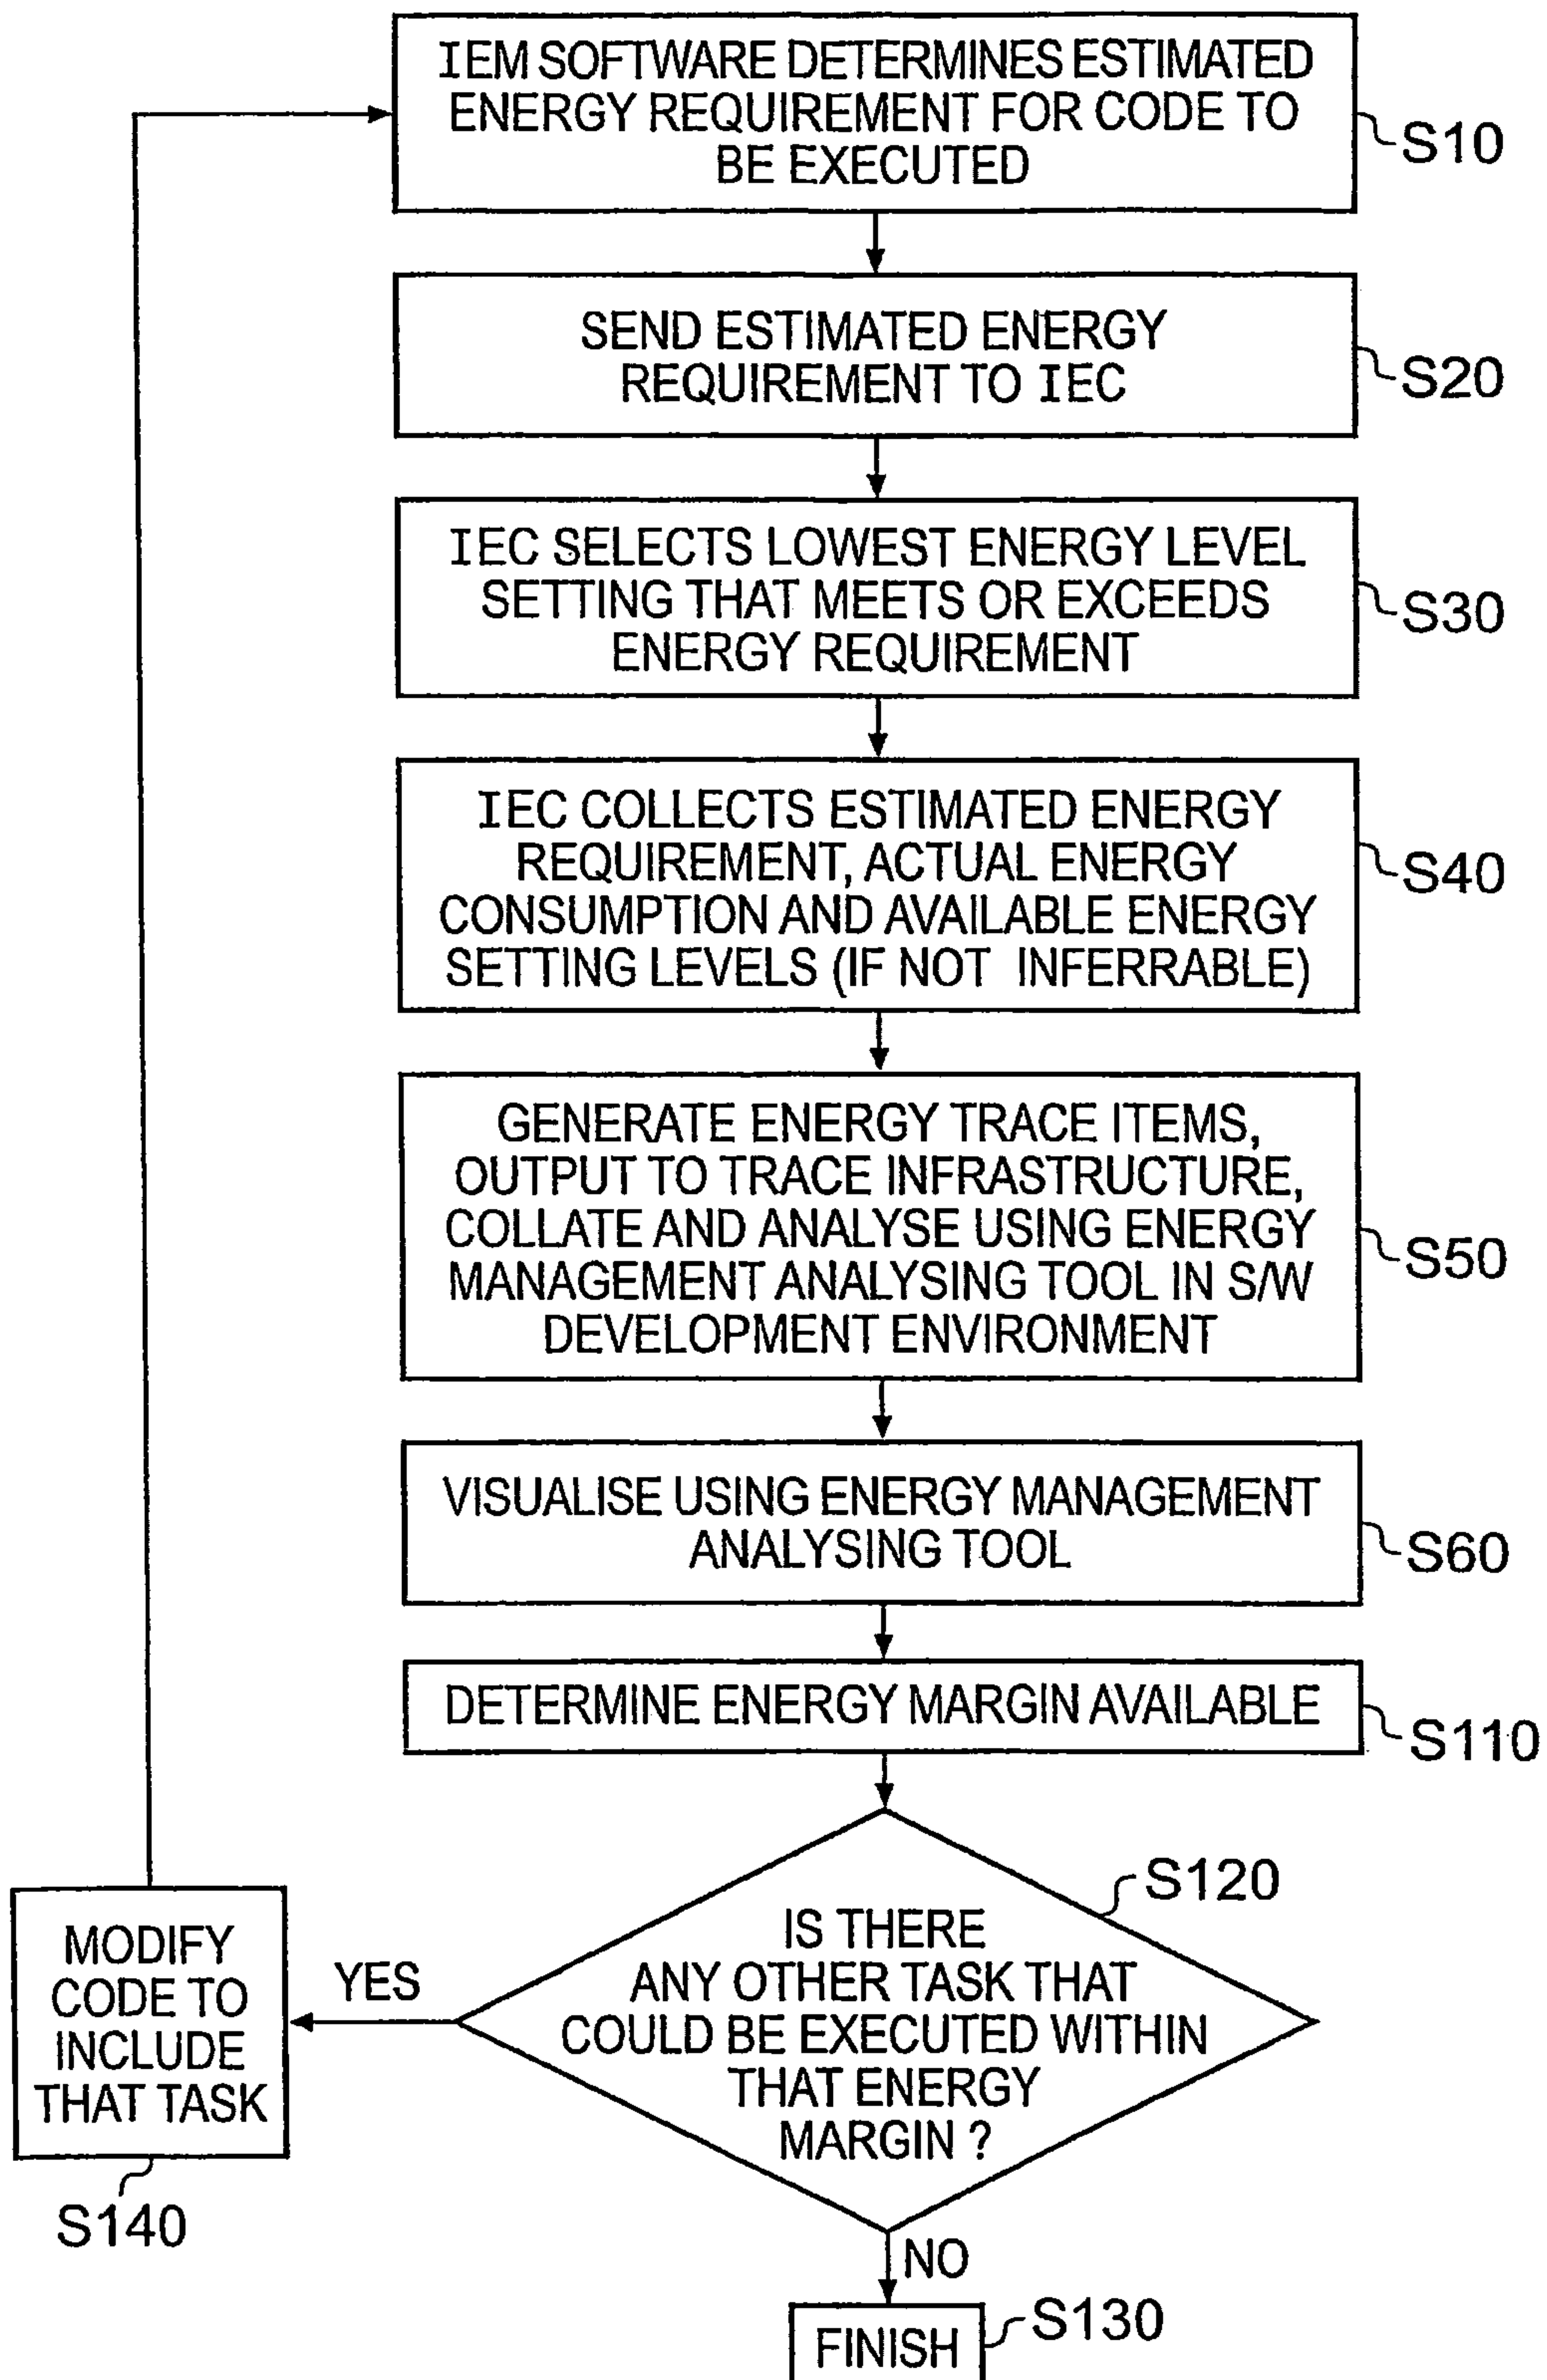 IEM SOFTWARE DETERMINES ESTIMATED
ENERGY REQUIREMENT FOR CODE TO
BE EXECUTED
S10
SEND ESTIMATED ENERGY
REQUIREMENT TO IEC
S20
IEC SELECTS LOWEST ENERGY LEVEL
SETTING THAT MEETS OR EXCEEDS
ENERGY REQUIREMENT
S30
IEC COLLECTS ESTIMATED ENERGY
REQUIREMENT, ACTUAL ENERGY
CONSUMPTION AND AVAILABLE ENERGY
SETTING LEVELS (IF NOT INFERRABLE)
S40
GENERATE ENERGY TRACE ITEMS,
OUTPUT TO TRACE INFRASTRUCTURE,
COLLATE AND ANALYSE USING ENERGY
MANAGEMENT ANALYSING TOOL IN S/W
DEVELOPMENT ENVIRONMENT
S50
VISUALISE USING ENERGY MANAGEMENT
ANALYSING TOOL
S60
DETERMINE ENERGY MARGIN AVAILABLE
S110
S120
IS THERE
ANY OTHER TASK THAT
COULD BE EXECUTED WITHIN
THAT ENERGY
MARGIN ?
YES
MODIFY
CODE TO
INCLUDE
THAT TASK
S140
NO
FINISH
S130